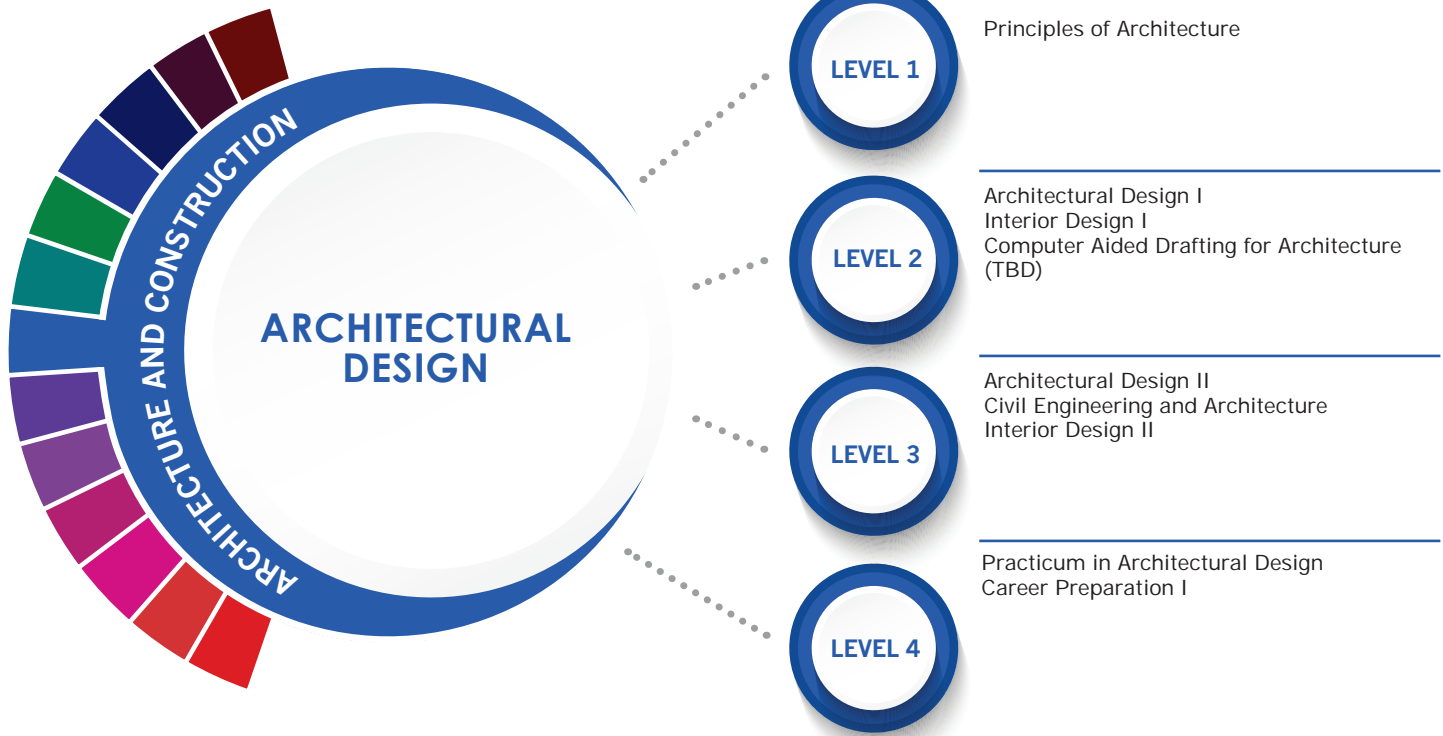 ARCHITECTURE AND CONSTRUCTION
ARCHITECTURAL
DESIGN
LEVEL 1
Principles of Architecture
LEVEL 2
Architectural Design I
Interior Design I
Computer Aided Drafting for Architecture
(TBD)
LEVEL 3
Architectural Design II
Civil Engineering and Architecture
Interior Design II
LEVEL 4
Practicum in Architectural Design
Career Preparation I